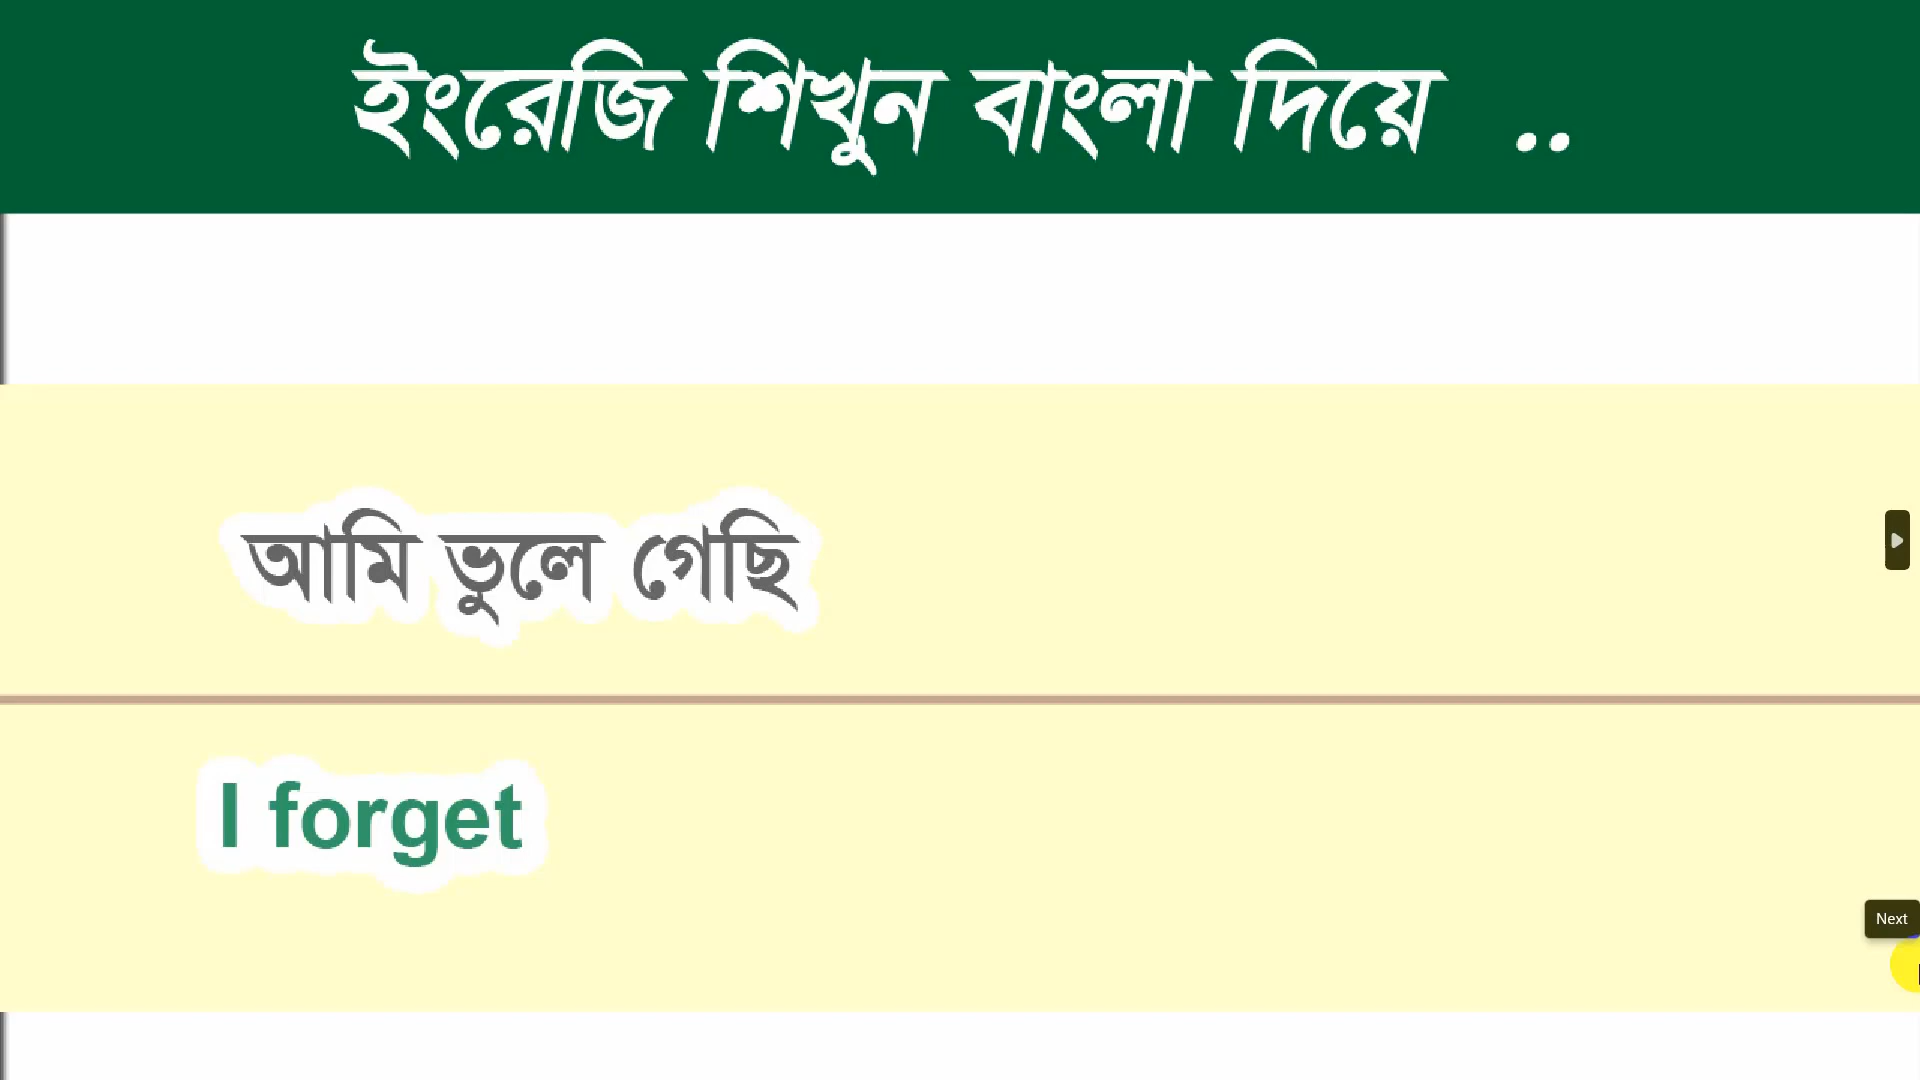 ইংরেজি শিখুন বাংলা দিয়ে ..
আমি ভুলে গেছি
I forget
Next